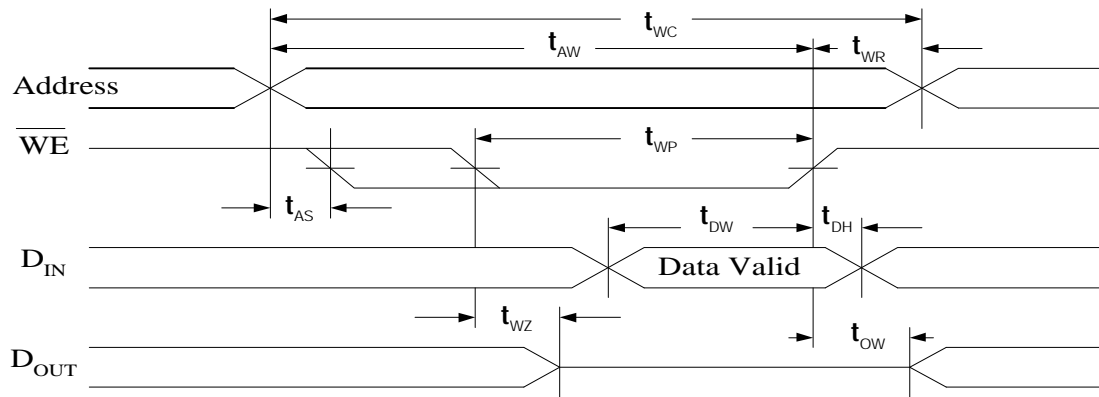 tWC
tAW
tWR
Address
WE
tWP
tAS
tDW
tDH
DIN
Data Valid
tWZ
tOW
DOUT